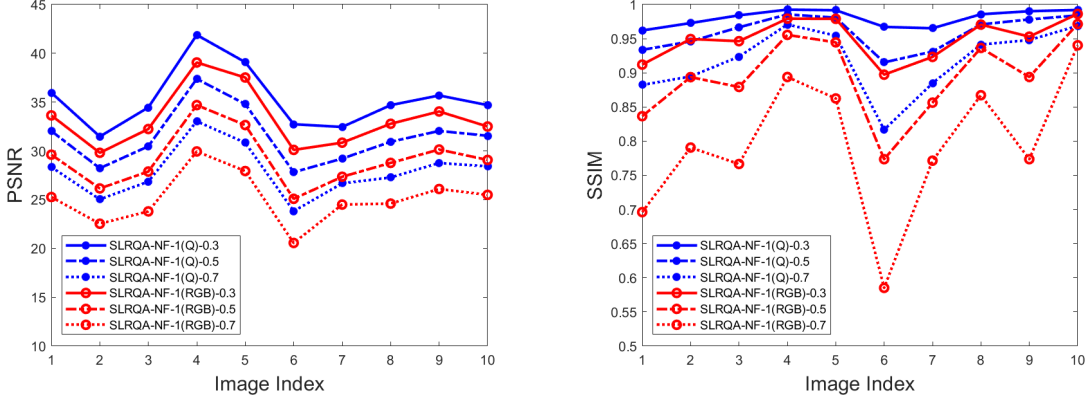 PSNR
45
40
35
30
25
20
15
10
SLRQA-NF-1(Q)-0.3
SLRQA-NF-1(Q)-0.5
SLRQA-NF-1(Q)-0.7
SLRQA-NF-1(RGB)-0.3
SLRQA-NF-1(RGB)-0.5
SLRQA-NF-1(RGB)-0.7
1 2 3 4 5 6 7 8 9 10
Image Index
SSIM
1
0.95
0.9
0.85
0.8
0.75
0.7
0.65
0.6
0.55
0.5
SLRQA-NF-1(Q)-0.3
SLRQA-NF-1(Q)-0.5
SLRQA-NF-1(Q)-0.7
SLRQA-NF-1(RGB)-0.3
SLRQA-NF-1(RGB)-0.5
SLRQA-NF-1(RGB)-0.7
1 2 3 4 5 6 7 8 9 10
Image Index